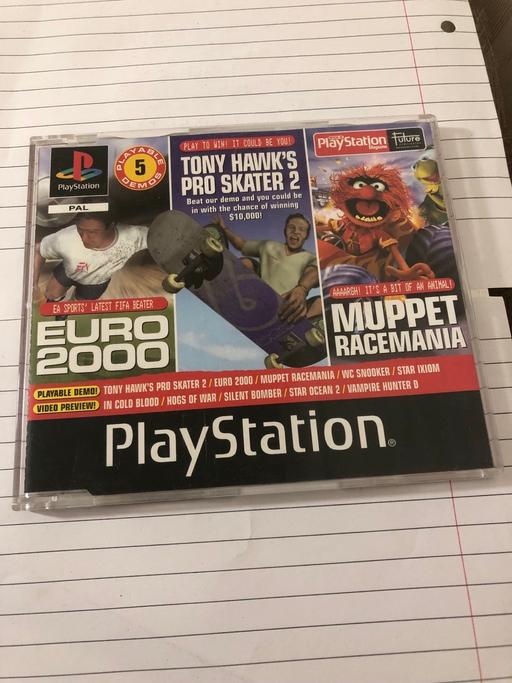 PlayStation
PAL
PLAYABLE
5
DEMOS
PLAY TO WIN! IT COULD BE YOU!
TONY HAWK'S
PRO SKATER 2
Beat our demo and you could be
in with the chance of winning
$10,000!
PlayStation
Magazine
Future
EA
EA SPORTS' LATEST FIFA BEATER
EURO
2000
AAAARGH! IT'S A BIT OF AN ANIMAL!
MUPPET
RACEMANIA
PLAYABLE DEMO! TONY HAWK'S PRO SKATER 2 / EURO 2000 / MUPPET RACEMANIA / WC SNOOKER / STAR IXIOM
VIDEO PREVIEW! IN COLD BLOOD / HOGS OF WAR / SILENT BOMBER / STAR OCEAN 2 / VAMPIRE HUNTER D
PlayStation®